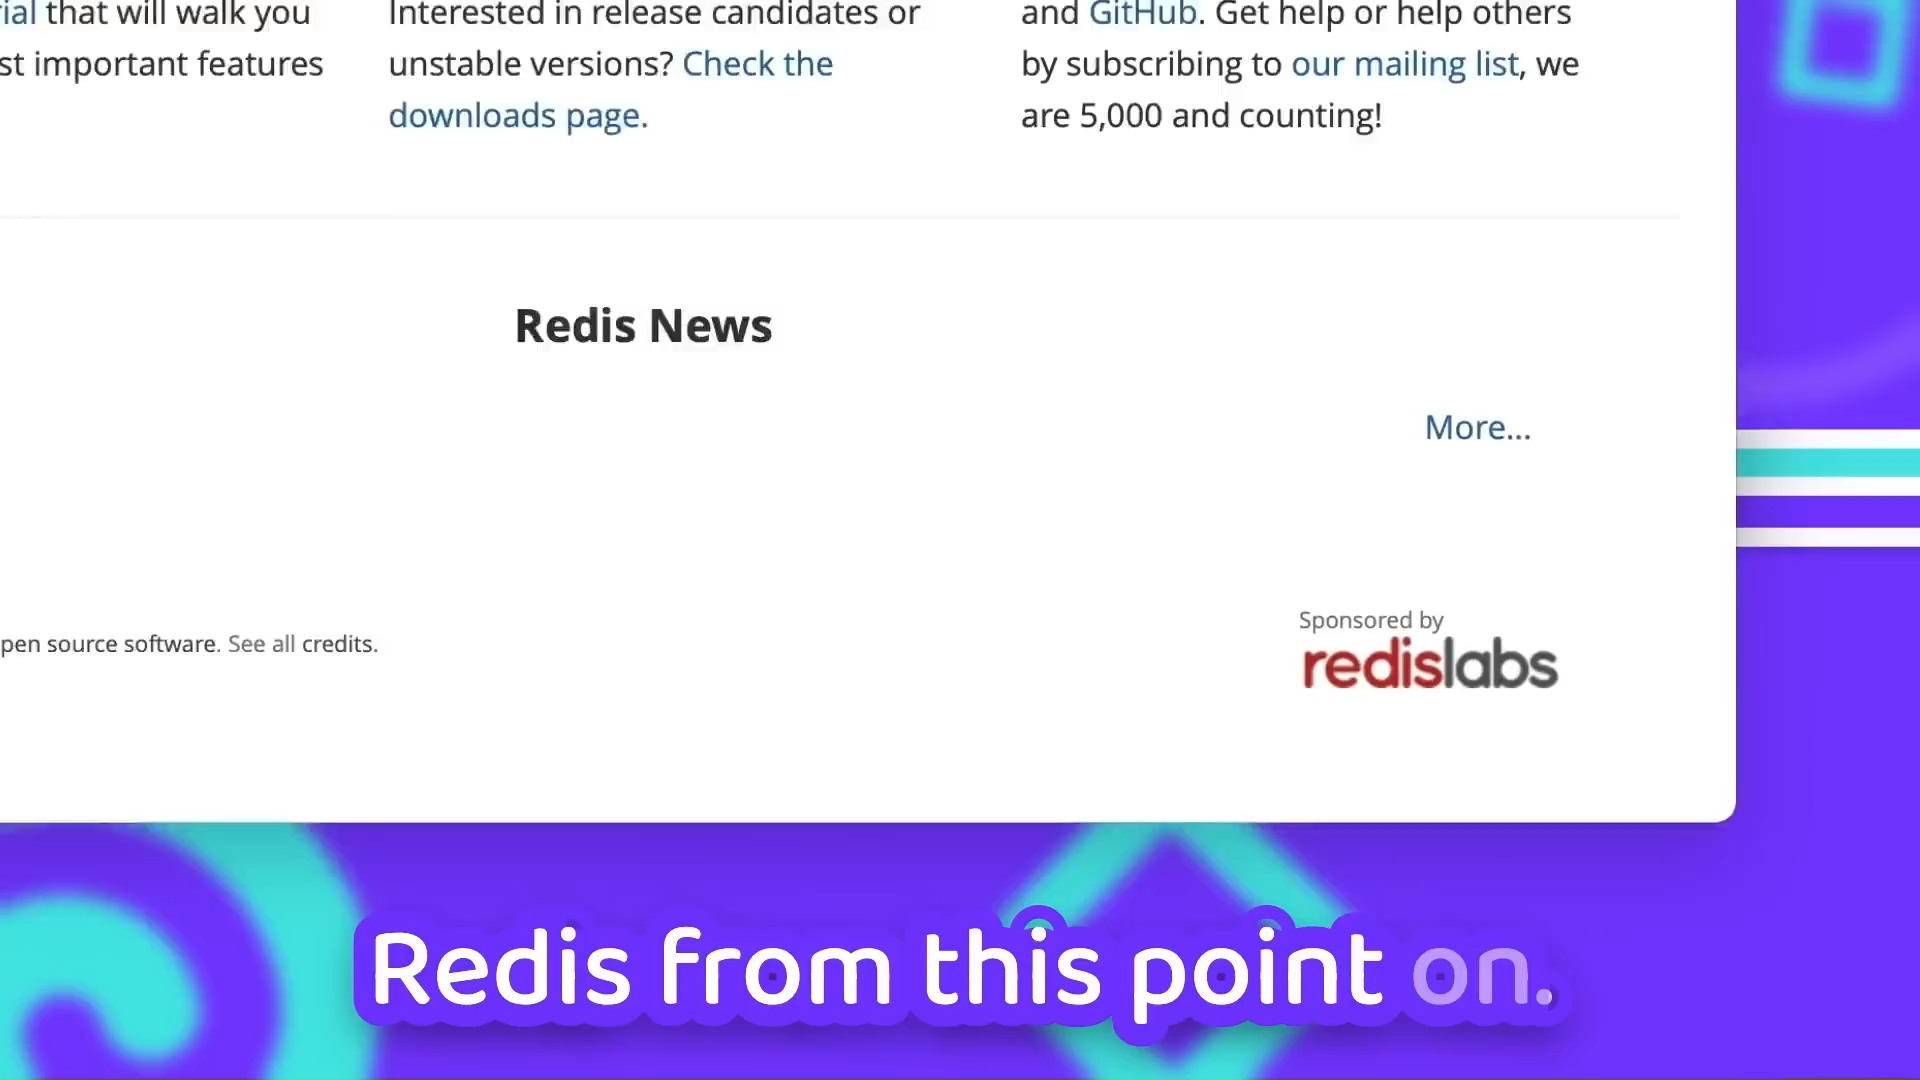 ial that will walk you
st important features
Interested in release candidates or
unstable versions? Check the
downloads page.
and GitHub. Get help or help others
by subscribing to our mailing list, we
are 5,000 and counting!
Redis News
More...
pen source software. See all credits.
Sponsored by
redislabs
Redis from this point on.